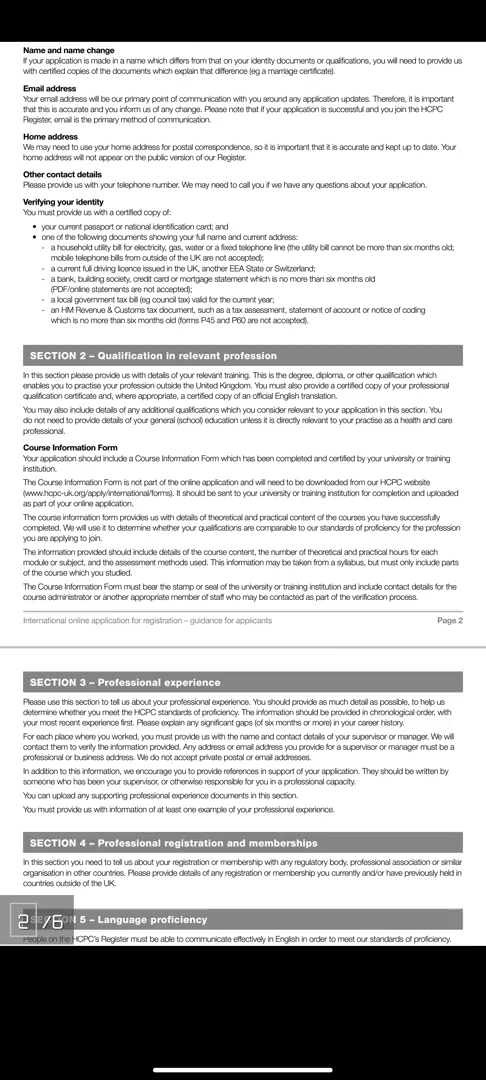 Name and name change
If your application is made in a name which differs from that on your identity documents or qualifications, you will need to provide us
with certified copies of the documents which explain that difference (eg a marriage certificate).
Email address
Your email address will be our primary point of communication with you around any application updates. Therefore, it is important
that this is accurate and you inform us of any change. Please note that if your application is successful and you join the HCPC
Register, email is the primary method of communication.
Home address
We may need to use your home address for postal correspondence, so it is important that it is accurate and kept up to date. Your
home address will not appear on the public version of our Register.
Other contact details
Please provide us with your telephone number. We may need to call you if we have any questions about your application.
Verifying your identity
You must provide us with a certified copy of:
• your current passport or national identification card; and
• one of the following documents showing your full name and current address:
- a household utility bill for electricity, gas, water or a fixed telephone line (the utility bill cannot be more than six months old;
mobile telephone bills from outside of the UK are not accepted);
- a current full driving licence issued in the UK, another EEA State or Switzerland;
- a bank, building society, credit card or mortgage statement which is no more than six months old
(PDF/online statements are not accepted);
- a local government tax bill (eg council tax) valid for the current year;
- an HM Revenue & Customs tax document, such as a tax assessment, statement of account or notice of coding
which is no more than six months old (forms P45 and P60 are not accepted).
SECTION 2 – Qualification in relevant profession
In this section please provide us with details of your relevant training. This is the degree, diploma, or other qualification which
enables you to practise your profession outside the United Kingdom. You must also provide a certified copy of your professional
qualification certificate and, where appropriate, a certified copy of an official English translation.
You may also include details of any additional qualifications which you consider relevant to your application in this section. You
do not need to provide details of your general (school) education unless it is directly relevant to your practise as a health and care
professional.
Course Information Form
Your application should include a Course Information Form which has been completed and certified by your university or training
institution.
The Course Information Form is not part of the online application and will need to be downloaded from our HCPC website
(www.hcpc-uk.org/apply/international/forms). It should be sent to your university or training institution for completion and uploaded
as part of your online application.
The course information form provides us with details of theoretical and practical content of the courses you have successfully
completed. We will use it to determine whether your qualifications are comparable to our standards of proficiency for the profession
you are applying to join.
The information provided should include details of the course content, the number of theoretical and practical hours for each
module or subject, and the assessment methods used. This information may be taken from a syllabus, but must only include parts
of the course which you studied.
The Course Information Form must bear the stamp or seal of the university or training institution and include contact details for the
course administrator or another appropriate member of staff who may be contacted as part of the verification process.
International online application for registration – guidance for applicants Page 2
SECTION 3 – Professional experience
Please use this section to tell us about your professional experience. You should provide as much detail as possible, to help us
determine whether you meet the HCPC standards of proficiency. The information should be provided in chronological order, with
your most recent experience first. Please explain any significant gaps (of six months or more) in your career history.
For each place where you worked, you must provide us with the name and contact details of your supervisor or manager. We will
contact them to verify the information provided. Any address or email address you provide for a supervisor or manager must be a
professional or business address. We do not accept private postal or email addresses.
In addition to this information, we encourage you to provide references in support of your application. They should be written by
someone who has been your supervisor, or otherwise responsible for you in a professional capacity.
You can upload any supporting professional experience documents in this section.
You must provide us with information of at least one example of your professional experience.
SECTION 4 – Professional registration and memberships
In this section you need to tell us about your registration or membership with any regulatory body, professional association or similar
organisation in other countries. Please provide details of any registration or membership you currently and/or have previously held in
countries outside of the UK.
2 /6
SECTION 5 – Language proficiency
People on the HCPC's Register must be able to communicate effectively in English in order to meet our standards of proficiency.